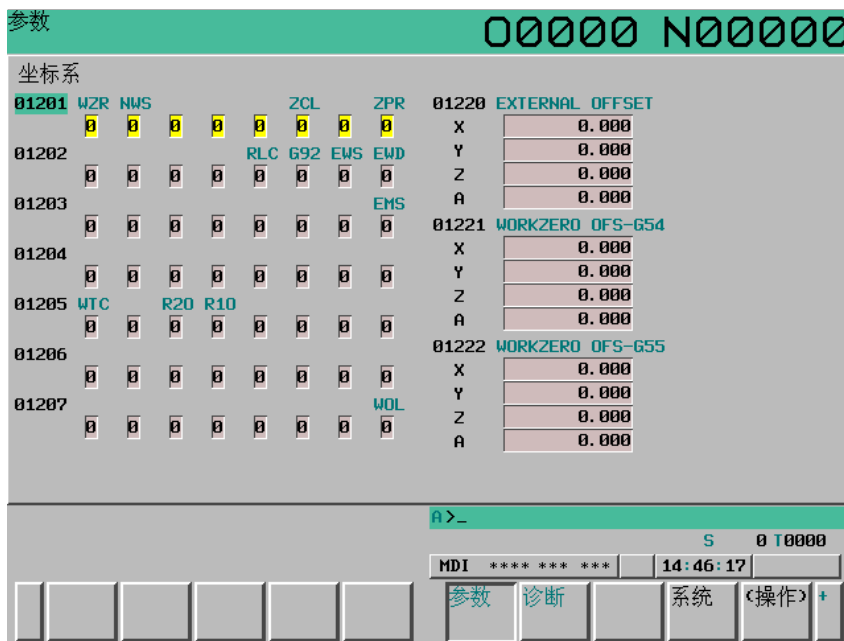 参数
O0000 N00000
坐标系
01201 WZR NWS ZCL ZPR
0 0 0 0 0 0 0 0
01202 RLC G92 EWS EWD
0 0 0 0 0 0 0 0
01203 EMS
0 0 0 0 0 0 0 0
01204
0 0 0 0 0 0 0 0
01205 WTC R2O R1O
0 0 0 0 0 0 0 0
01206
0 0 0 0 0 0 0 0
01207 WOL
0 0 0 0 0 0 0 0
01220 EXTERNAL OFFSET
X 0.000
Y 0.000
Z 0.000
A 0.000
01221 WORKZERO OFS-G54
X 0.000
Y 0.000
Z 0.000
A 0.000
01222 WORKZERO OFS-G55
X 0.000
Y 0.000
Z 0.000
A 0.000
A>_
S 0 T0000
MDI **** *** *** 14:46:17
参数 诊断 系统 (操作) +